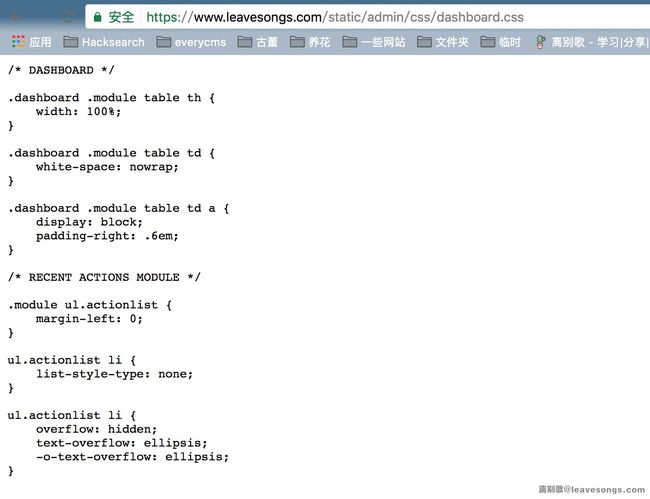 安全 https://www.leavesongs.com/static/admin/css/dashboard.css
应用 Hacksearch everycms 古董 养花 一些网站 文件夹 临时 离别歌 - 学习|分享|
/* DASHBOARD */
.dashboard .module table th {
width: 100%;
}
.dashboard .module table td {
white-space: nowrap;
}
.dashboard .module table td a {
display: block;
padding-right: .6em;
}
/* RECENT ACTIONS MODULE */
.module ul.actionlist {
margin-left: 0;
}
ul.actionlist li {
list-style-type: none;
}
ul.actionlist li {
overflow: hidden;
text-overflow: ellipsis;
-o-text-overflow: ellipsis;
}
离别歌@leavesongs.com